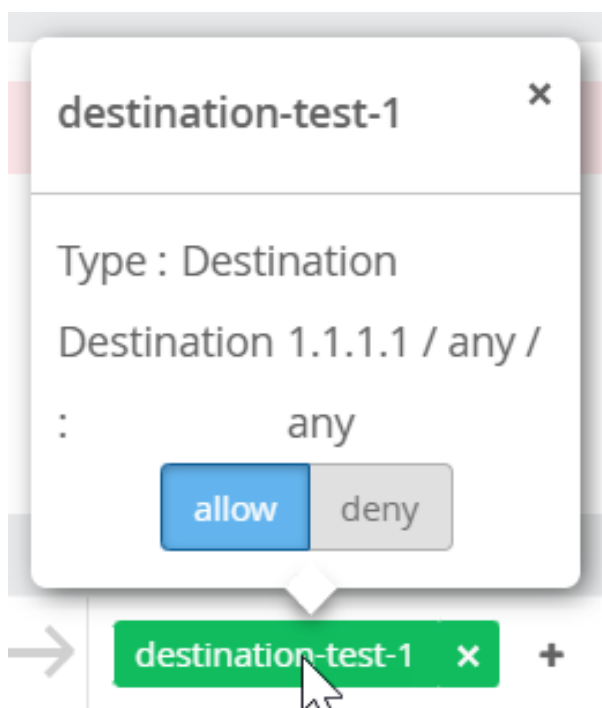 destination-test-1 ×
Type : Destination
Destination 1.1.1.1 / any /
: any
allow deny
destination-test-1 × +